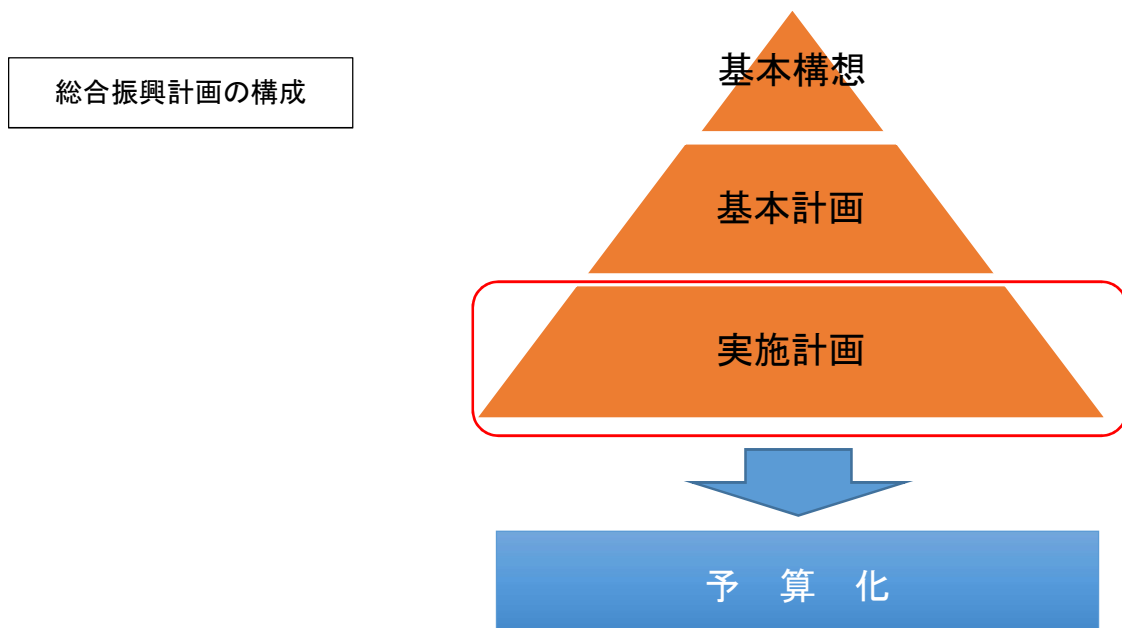 総合振興計画の構成
基本構想
基本計画
実施計画
予 算 化